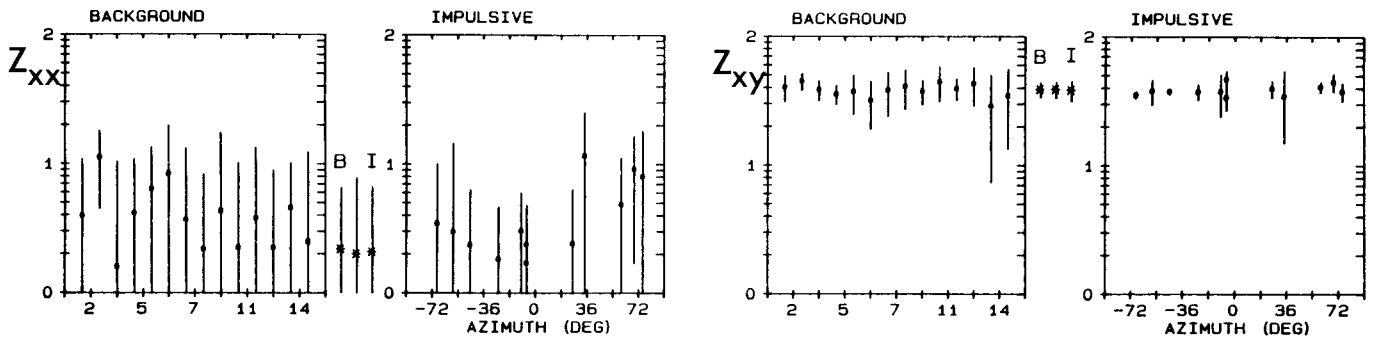 BACKGROUND IMPULSIVE BACKGROUND IMPULSIVE
2 2 2 2
Zxx Zxy
B I
B I
1 1 1 1
0 0 0 0
2 5 7 11 14 -72 -36 0 36 72 2 5 7 11 14 -72 -36 0 36 72
AZIMUTH (DEG) AZIMUTH (DEG)